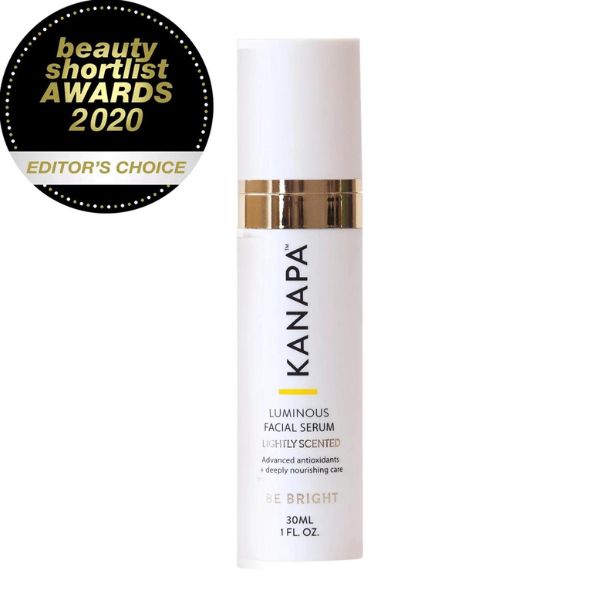 beauty
shortlist
AWARDS
2020
EDITOR'S CHOICE
KANAPA™
LUMINOUS
FACIAL SERUM
LIGHTLY SCENTED
Advanced antioxidants
+ deeply nourishing care
BE BRIGHT
30ML
1 FL. OZ.